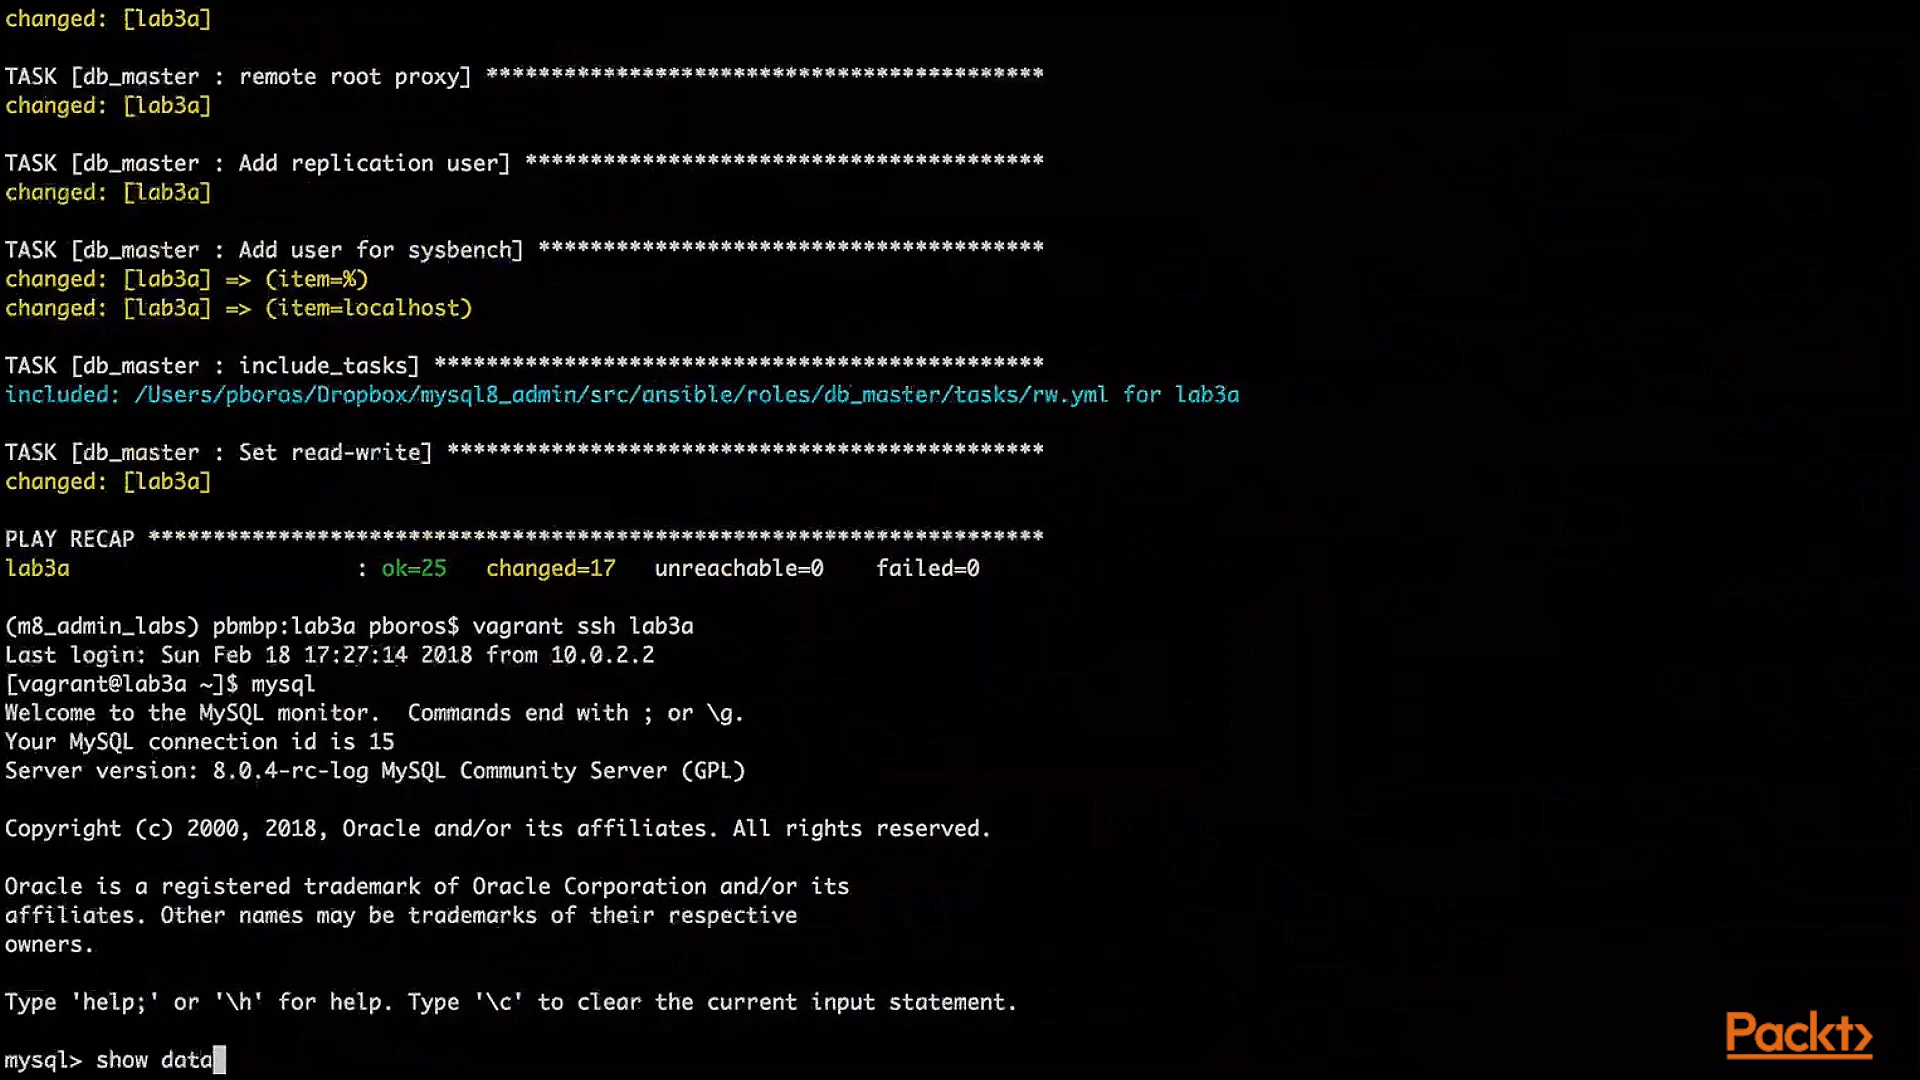 changed: [lab3a]
TASK [db_master : remote root proxy] *******************************************
changed: [lab3a]
TASK [db_master : Add replication user] ****************************************
changed: [lab3a]
TASK [db_master : Add user for sysbench] ***************************************
changed: [lab3a] => (item=%)
changed: [lab3a] => (item=localhost)
TASK [db_master : include_tasks] ***********************************************
included: /Users/pboros/Dropbox/mysql8_admin/src/ansible/roles/db_master/tasks/rw.yml for lab3a
TASK [db_master : Set read-write] **********************************************
changed: [lab3a]
PLAY RECAP *********************************************************************
lab3a                      : ok=25   changed=17   unreachable=0    failed=0
(m8_admin_labs) pbmbp:lab3a pboros$ vagrant ssh lab3a
Last login: Sun Feb 18 17:27:14 2018 from 10.0.2.2
[vagrant@lab3a ~]$ mysql
Welcome to the MySQL monitor.  Commands end with ; or \g.
Your MySQL connection id is 15
Server version: 8.0.4-rc-log MySQL Community Server (GPL)
Copyright (c) 2000, 2018, Oracle and/or its affiliates. All rights reserved.
Oracle is a registered trademark of Oracle Corporation and/or its
affiliates. Other names may be trademarks of their respective
owners.
Type 'help;' or '\h' for help. Type '\c' to clear the current input statement.
mysql> show data
Packt>